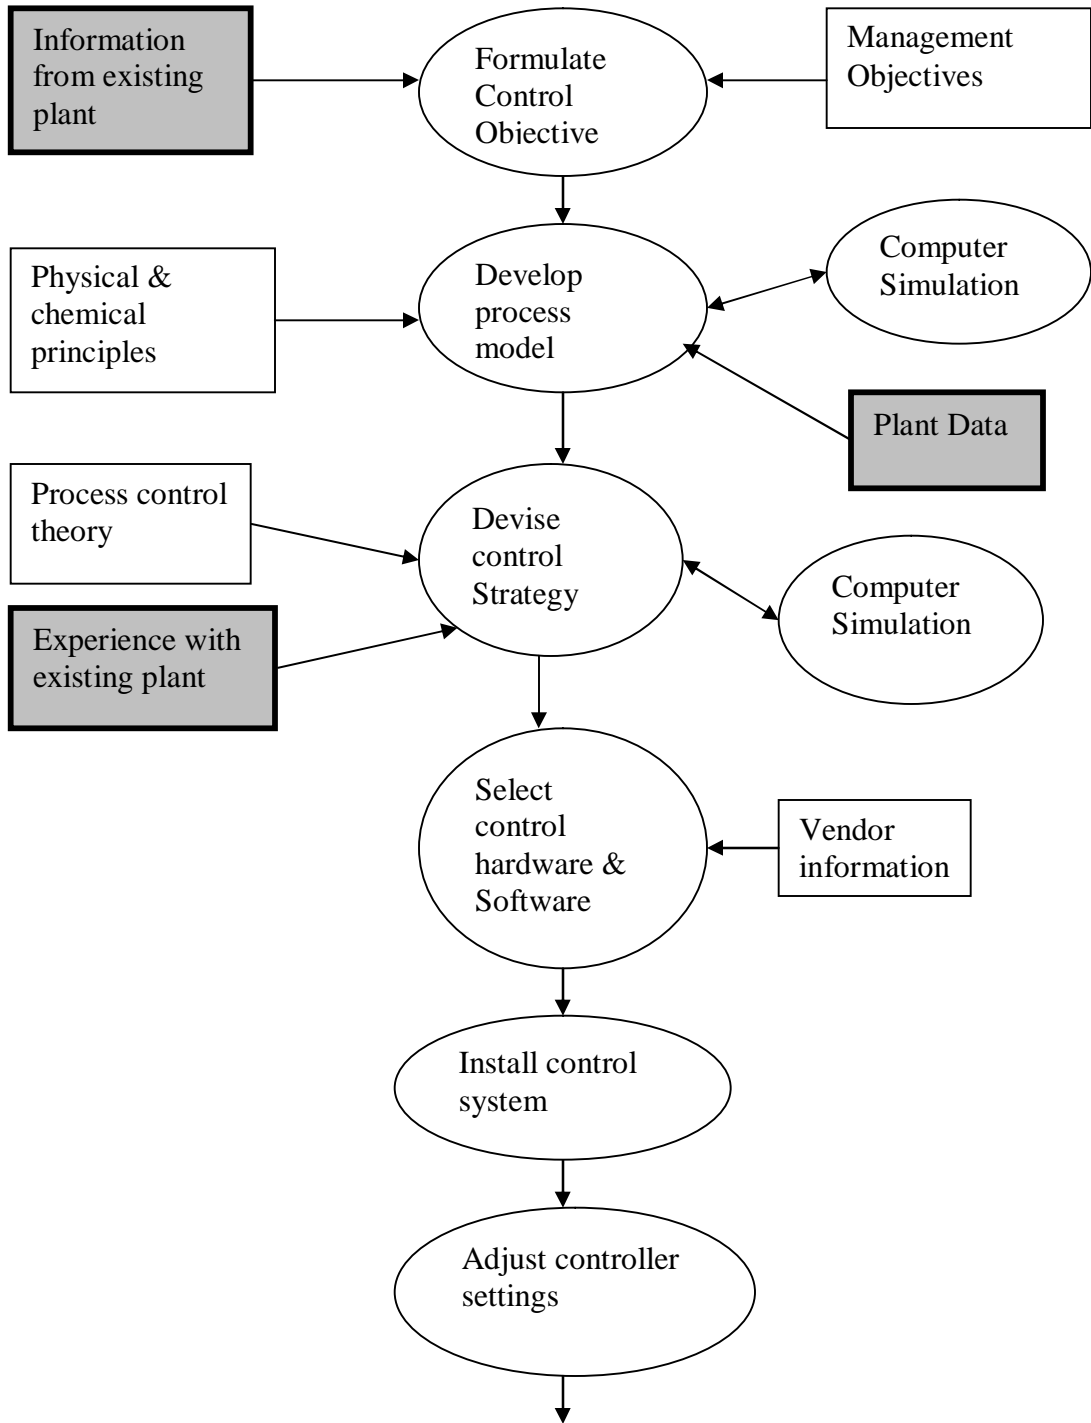 Information
from existing
plant
Formulate
Control
Objective
Management
Objectives
Physical &
chemical
principles
Develop
process
model
Computer
Simulation
Plant Data
Process control
theory
Devise
control
Strategy
Computer
Simulation
Experience with
existing plant
Select
control
hardware &
Software
Vendor
information
Install control
system
Adjust controller
settings